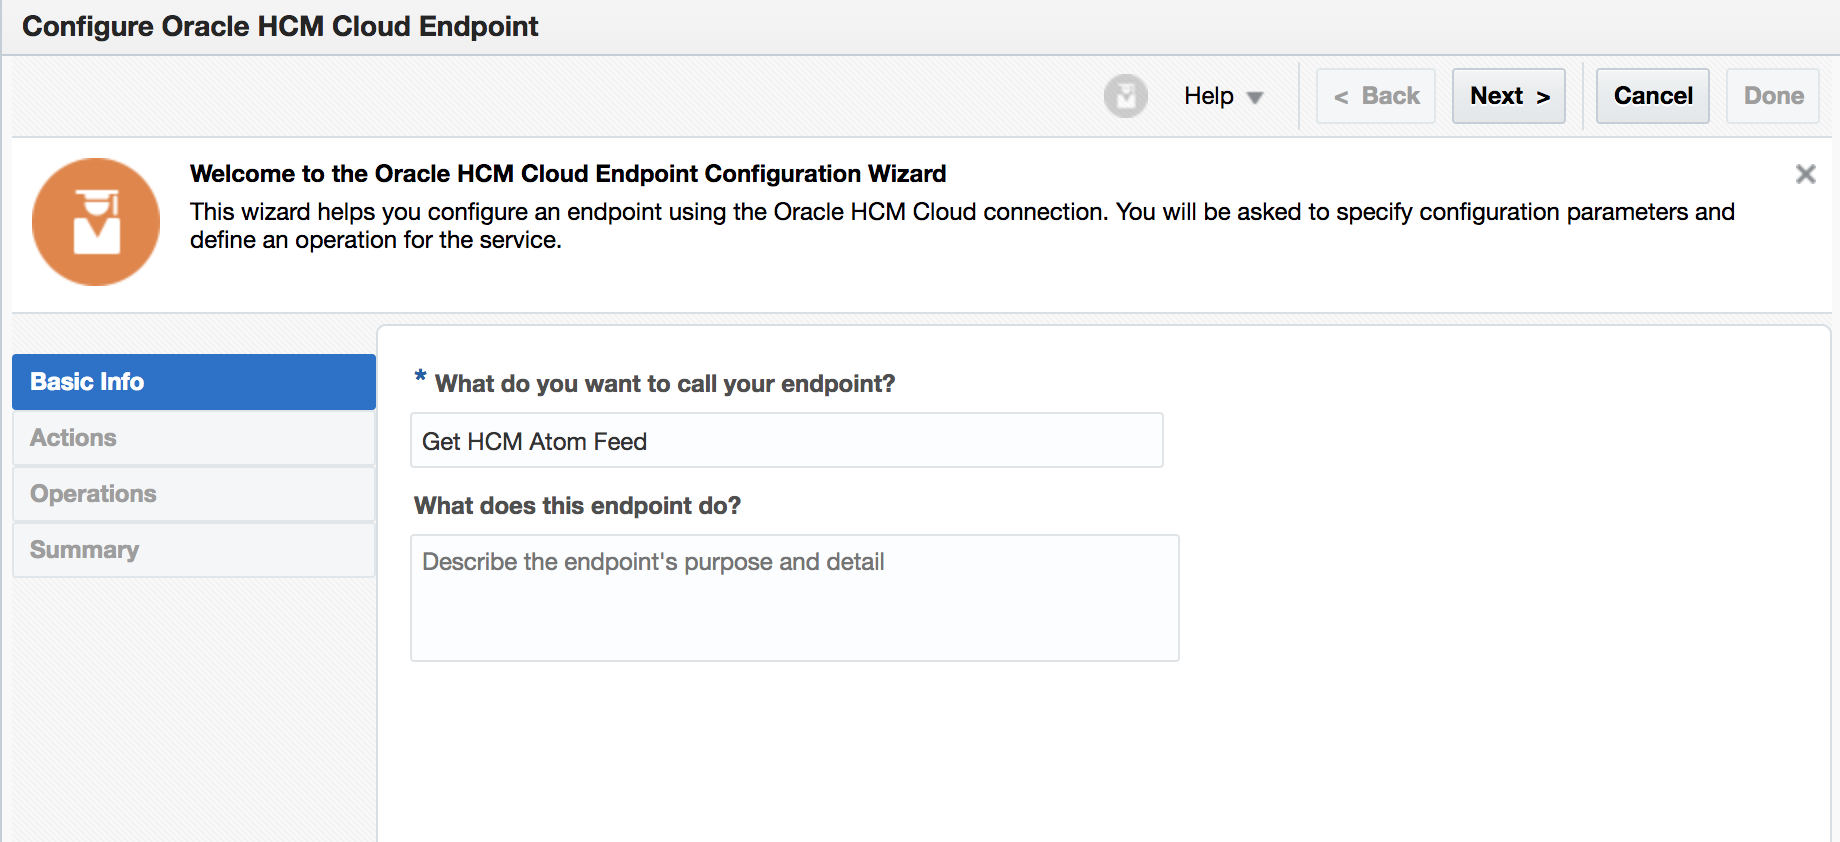 Configure Oracle HCM Cloud Endpoint
Help
< Back
Next >
Cancel
Done
Welcome to the Oracle HCM Cloud Endpoint Configuration Wizard
This wizard helps you configure an endpoint using the Oracle HCM Cloud connection. You will be asked to specify configuration parameters and
define an operation for the service.
Basic Info
Actions
Operations
Summary
* What do you want to call your endpoint?
Get HCM Atom Feed
What does this endpoint do?
Describe the endpoint's purpose and detail